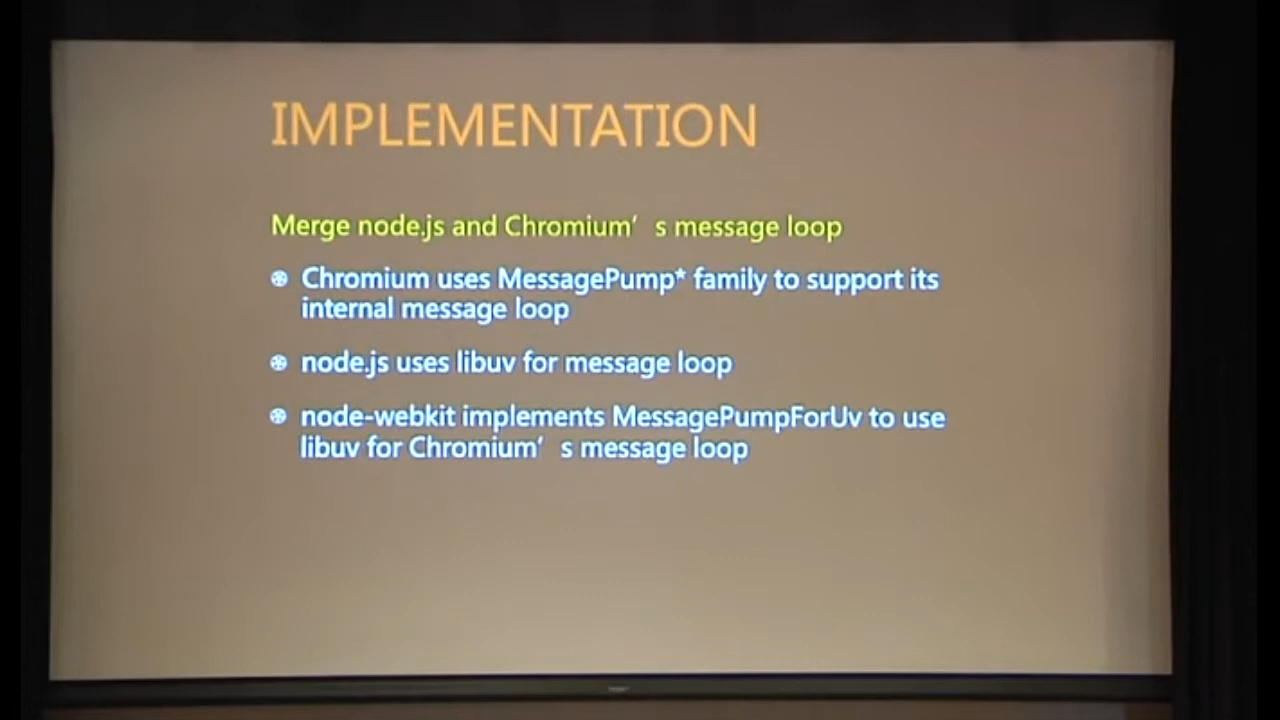 IMPLEMENTATION
Merge node.js and Chromium’ s message loop
Chromium uses MessagePump* family to support its
internal message loop
node.js uses libuv for message loop
node-webkit implements MessagePumpForUv to use
libuv for Chromium’ s message loop